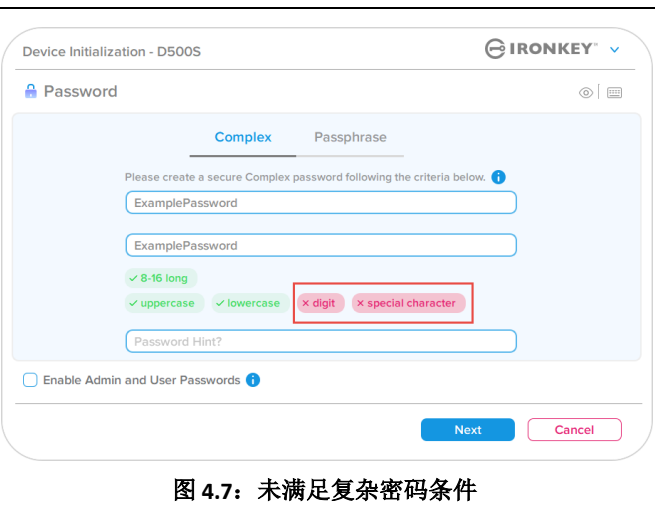 Device Initialization - D500S
IRONKEY
Password
Complex Passphrase
Please create a secure Complex password following the criteria below.
ExamplePassword
ExamplePassword
✓ 8-16 long
✓ uppercase ✓ lowercase × digit × special character
Password Hint?
Enable Admin and User Passwords
Next Cancel
图 4.7：未满足复杂密码条件